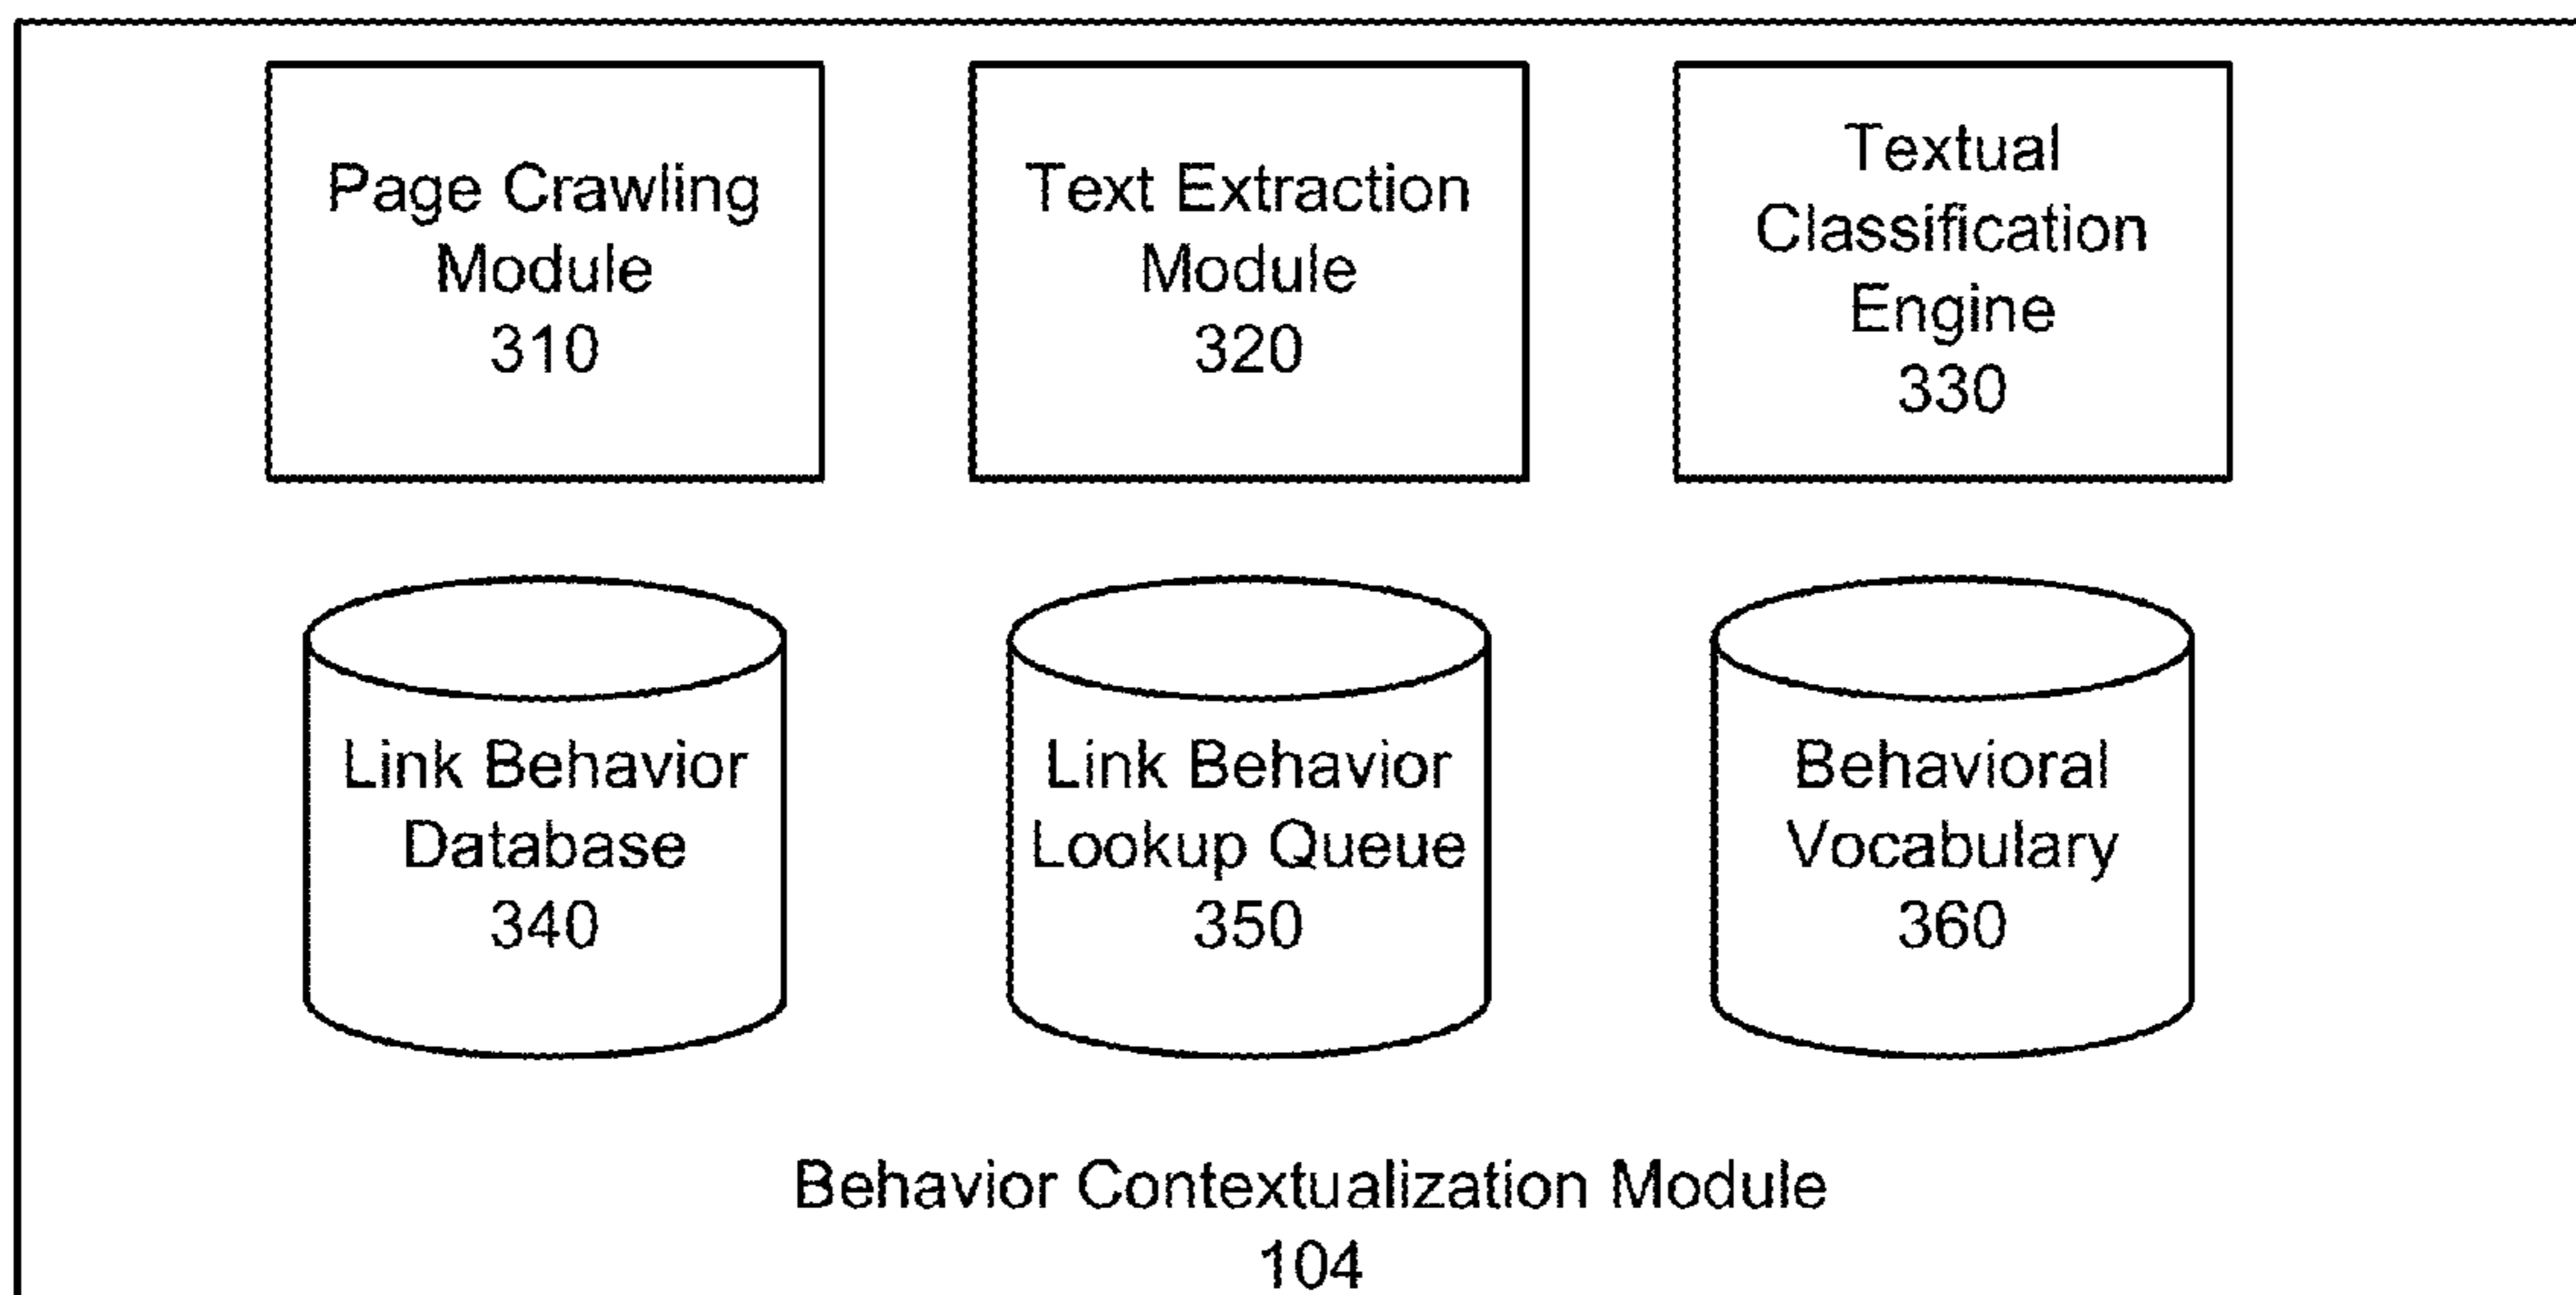 Page Crawling
Module
310
Text Extraction
Module
320
Textual
Classification
Engine
330
Link Behavior
Database
340
Link Behavior
Lookup Queue
350
Behavioral
Vocabulary
360
Behavior Contextualization Module
104